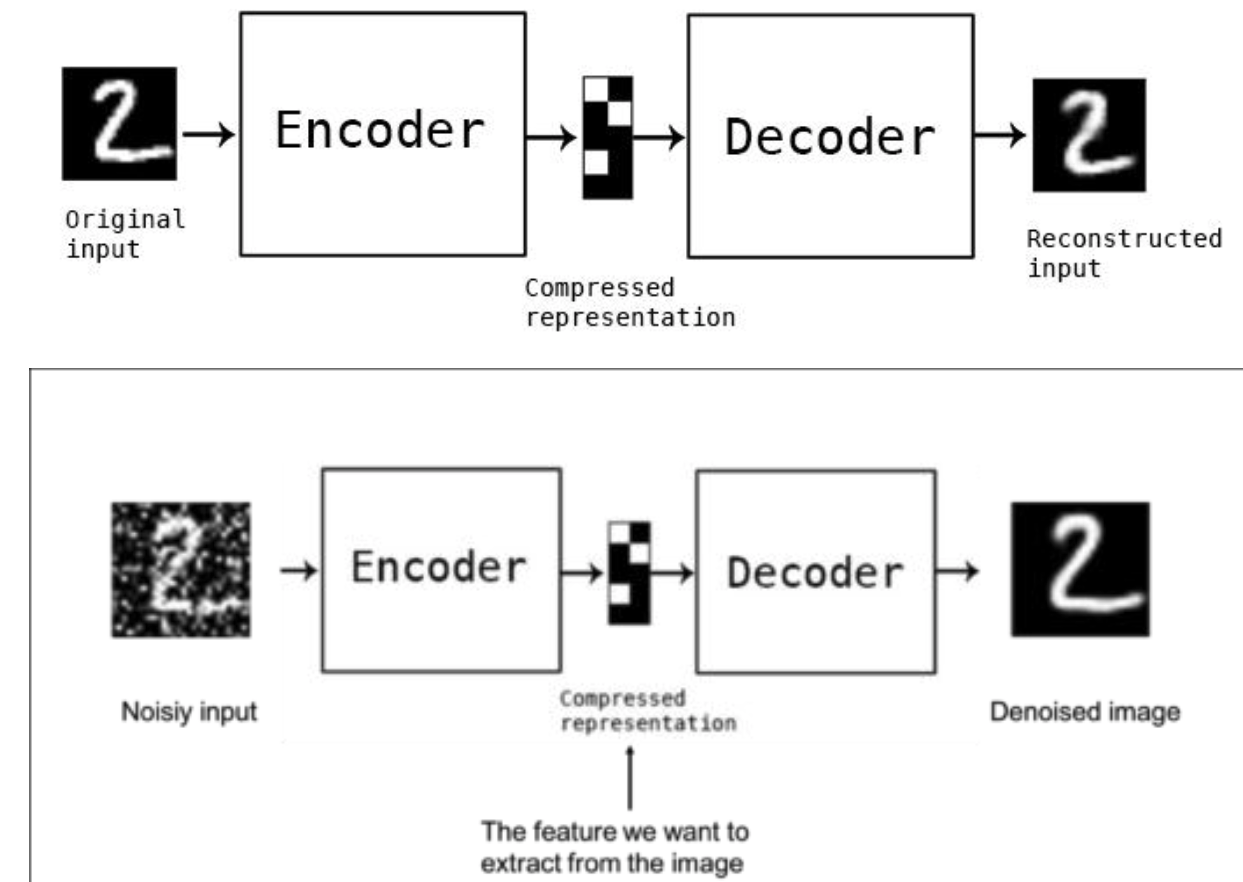 Encoder
Decoder
Original
input
Compressed
representation
Reconstructed
input
Encoder
Decoder
Noisiy input
Compressed
representation
Denoised image
The feature we want to
extract from the image